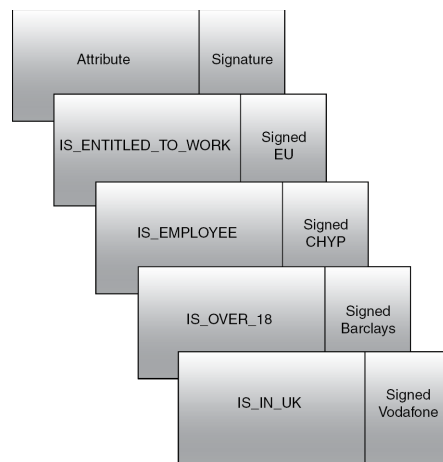 Attribute
Signature
IS_ENTITLED_TO_WORK
Signed
EU
IS_EMPLOYEE
Signed
CHYP
IS_OVER_18
Signed
Barclays
IS_IN_UK
Signed
Vodafone